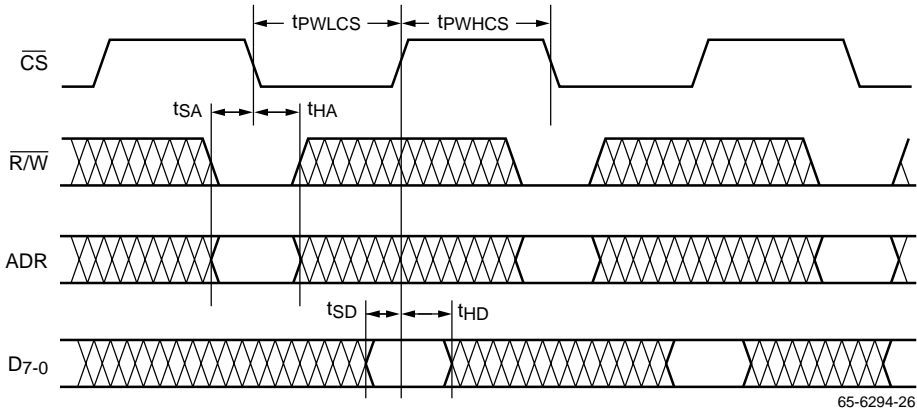 tPWLCS tPWHCS
CS
tSA tHA
R/W
ADR
tSD tHD
D7-0
65-6294-26